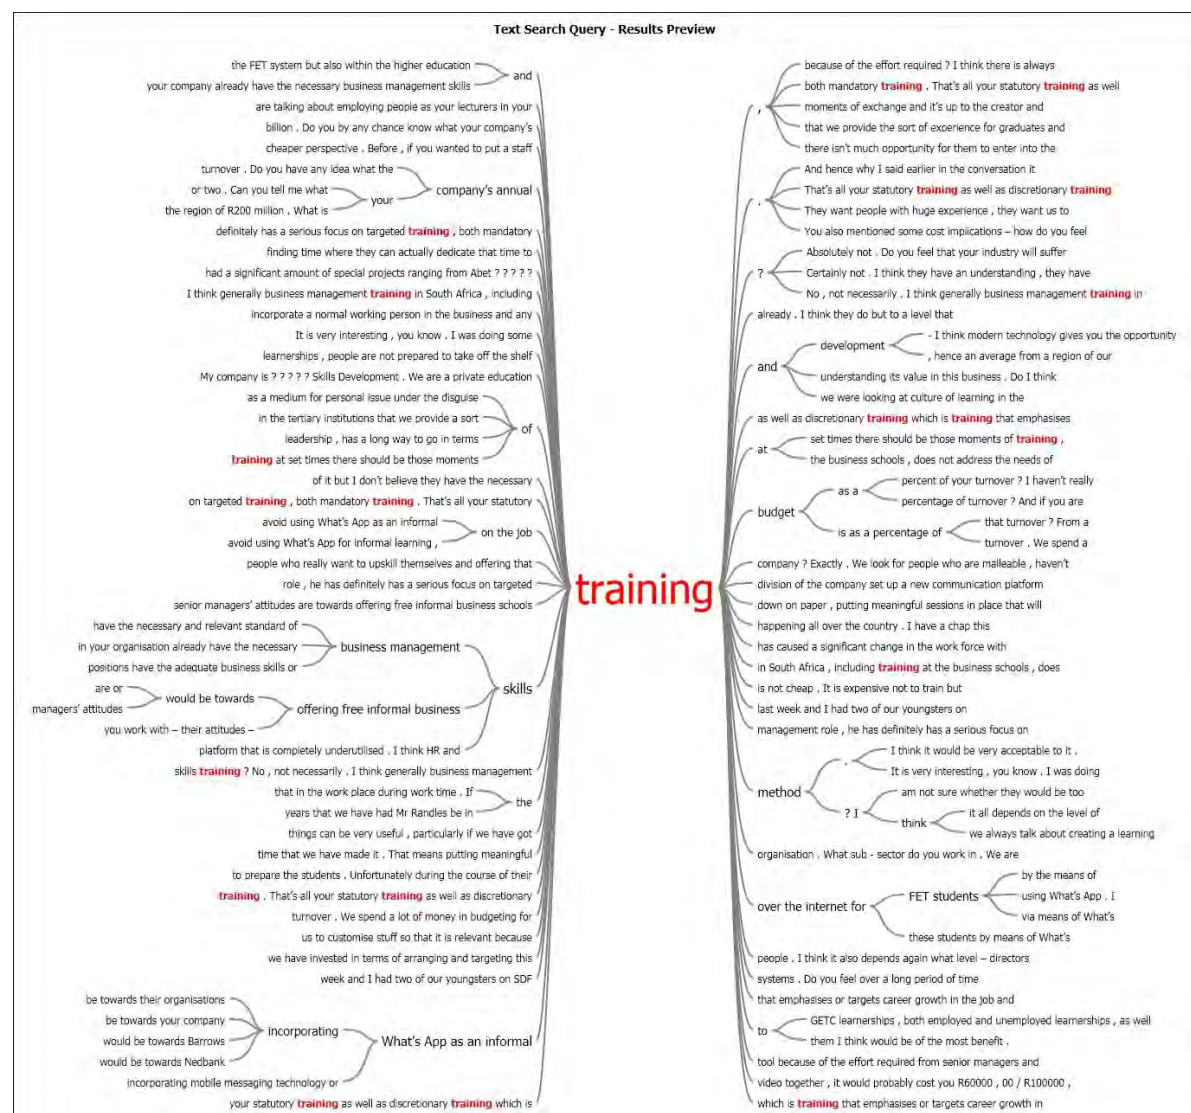 Text Search Query - Results Preview
the FET system but also within the higher education
and
your company already have the necessary business management skills
are talking about employing people as your lecturers in your
billion . Do you by any chance know what your company's
cheaper perspective . Before , if you wanted to put a staff
turnover . Do you have any idea what the
company's annual
or two . Can you tell me what
your
the region of R200 million . What is
definitely has a serious focus on targeted training , both mandatory
finding time where they can actually dedicate that time to
had a significant amount of special projects ranging from Abet ? ? ? ? ?
I think generally business management training in South Africa , including
incorporate a normal working person in the business and any
It is very interesting , you know . I was doing some
learnerships , people are not prepared to take off the shelf
My company is ? ? ? ? ? Skills Development . We are a private education
as a medium for personal issue under the disguise
in the tertiary institutions that we provide a sort
of
leadership , has a long way to go in terms
training at set times there should be those moments
of it but I don't believe they have the necessary
on targeted training , both mandatory training . That's all your statutory
avoid using What's App as an informal
on the job
avoid using What's App for informal learning ,
people who really want to upskill themselves and offering that
role , he has definitely has a serious focus on targeted
senior managers' attitudes are towards offering free informal business schools
have the necessary and relevant standard of
in your organisation already have the necessary
business management
positions have the adequate business skills or
skills
are or
would be towards
managers' attitudes
offering free informal business
you work with – their attitudes –
platform that is completely underutilised . I think HR and
skills training ? No , not necessarily . I think generally business management
that in the work place during work time . If
the
years that we have had Mr Randles be in
things can be very useful , particularly if we have got
time that we have made it . That means putting meaningful
to prepare the students . Unfortunately during the course of their
training . That's all your statutory training as well as discretionary
turnover . We spend a lot of money in budgeting for
us to customise stuff so that it is relevant because
we have invested in terms of arranging and targeting this
week and I had two of our youngsters on SDF
be towards their organisations
be towards your company
incorporating
would be towards Barrows
What's App as an informal
would be towards Nedbank
incorporating mobile messaging technology or
your statutory training as well as discretionary training which is
training
because of the effort required ? I think there is always
both mandatory training . That's all your statutory training as well
,
moments of exchange and it's up to the creator and
that we provide the sort of experience for graduates and
there isn't much opportunity for them to enter into the
And hence why I said earlier in the conversation it
That's all your statutory training as well as discretionary training
.
They want people with huge experience , they want us to
You also mentioned some cost implications – how do you feel
Absolutely not . Do you feel that your industry will suffer
?
Certainly not . I think they have an understanding , they have
No , not necessarily . I think generally business management training in
already . I think they do but to a level that
- I think modern technology gives you the opportunity
development
, hence an average from a region of our
and
understanding its value in this business . Do I think
we were looking at culture of learning in the
as well as discretionary training which is training that emphasises
set times there should be those moments of training ,
at
the business schools , does not address the needs of
percent of your turnover ? I haven't really
as a
percentage of turnover ? And if you are
budget
that turnover ? From a
is as a percentage of
turnover . We spend a
company ? Exactly . We look for people who are malleable , haven't
division of the company set up a new communication platform
down on paper , putting meaningful sessions in place that will
happening all over the country . I have a chap this
has caused a significant change in the work force with
in South Africa , including training at the business schools , does
is not cheap . It is expensive not to train but
last week and I had two of our youngsters on
management role , he has definitely has a serious focus on
I think it would be very acceptable to it .
.
It is very interesting , you know . I was doing
method
am not sure whether they would be too
? I
it all depends on the level of
think
we always talk about creating a learning
organisation . What sub - sector do you work in . We are
by the means of
FET students
using What's App . I
over the internet for
via means of What's
these students by means of What's
people . I think it also depends again what level – directors
systems . Do you feel over a long period of time
that emphasises or targets career growth in the job and
GETC learnerships , both employed and unemployed learnerships , as well
to
them I think would be of the most benefit .
tool because of the effort required from senior managers and
video together , it would probably cost you R60000 , 00 / R100000 ,
which is training that emphasises or targets career growth in